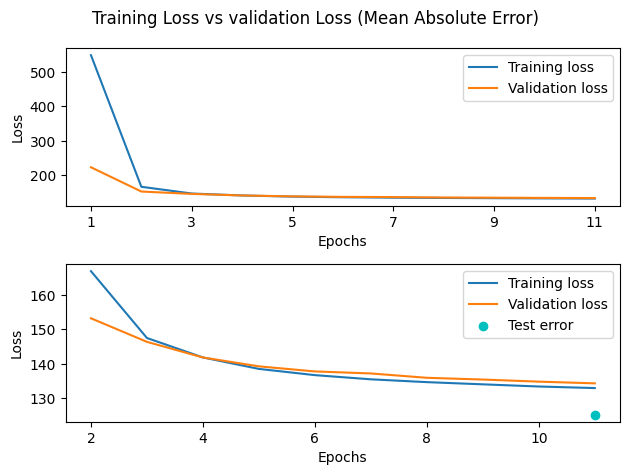 Training Loss vs validation Loss (Mean Absolute Error)
500
400
300
200
Loss
Training loss
Validation loss
1 3 5 7 9 11
Epochs
160
150
140
130
Loss
Training loss
Validation loss
Test error
2 4 6 8 10
Epochs